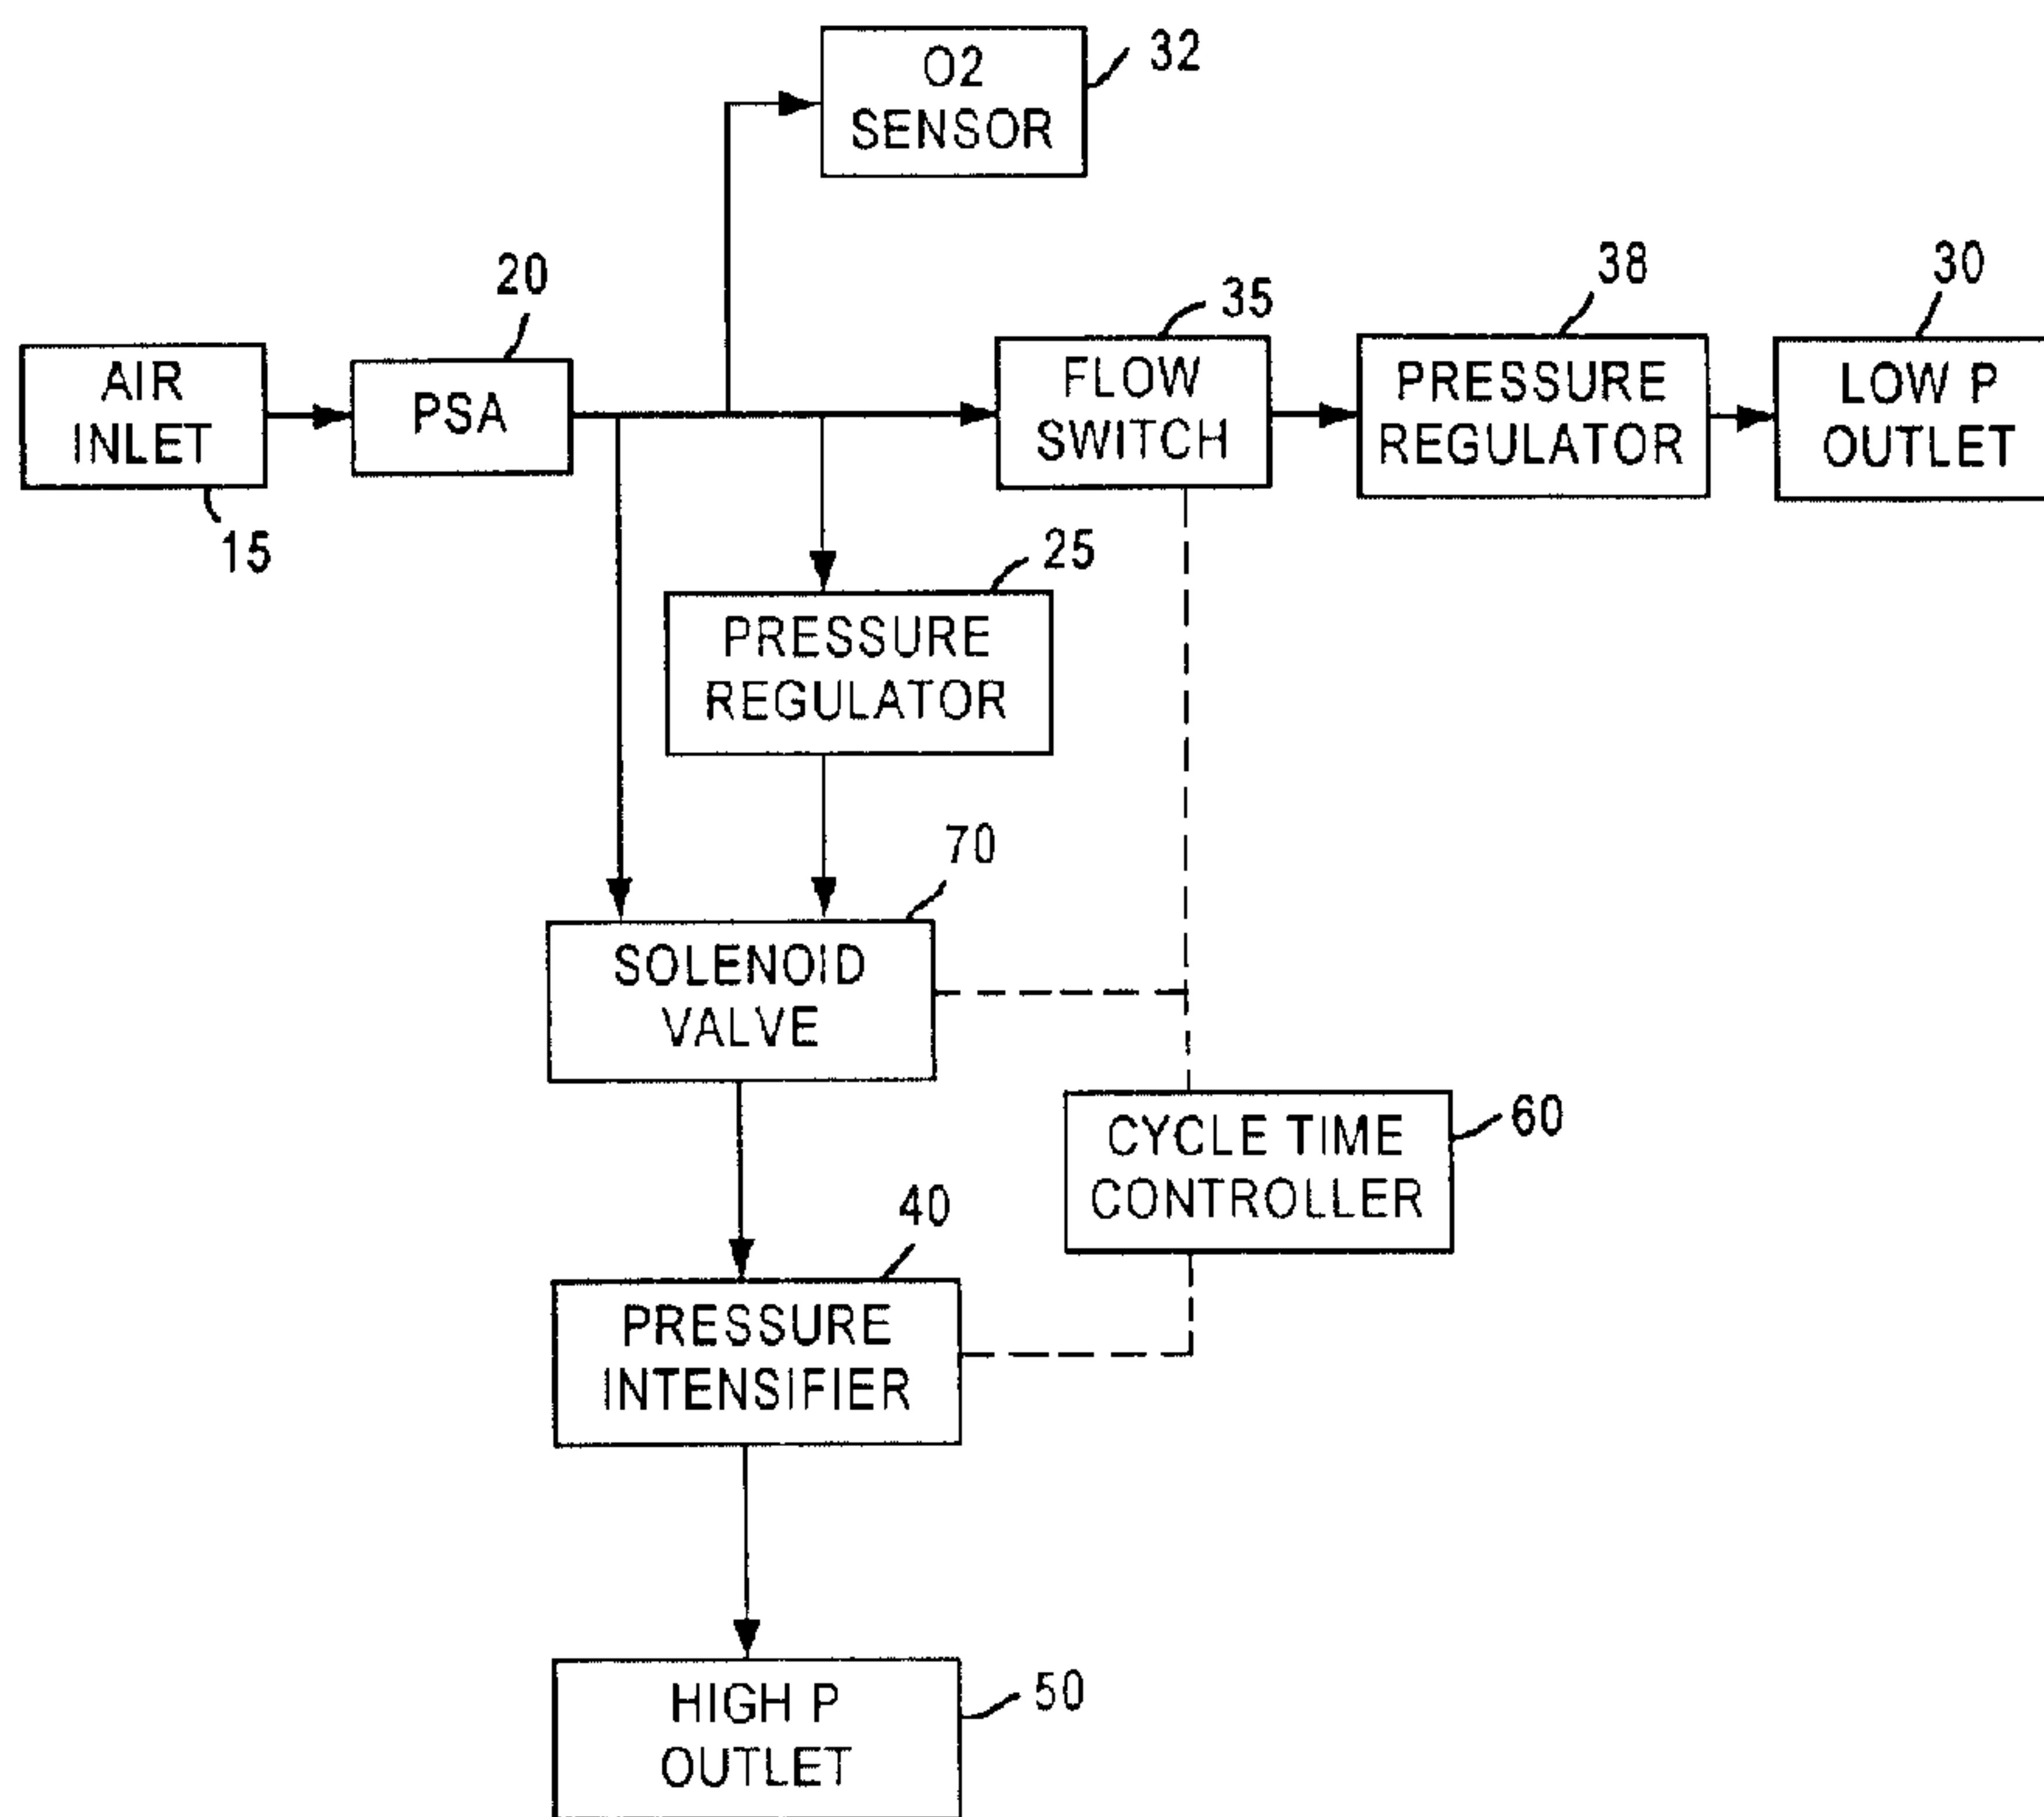 O2
SENSOR
32
20
35
38
30
AIR
INLET
15
PSA
FLOW
SWITCH
PRESSURE
REGULATOR
LOW P
OUTLET
25
PRESSURE
REGULATOR
70
SOLENOID
VALVE
CYCLE TIME
CONTROLLER
60
40
PRESSURE
INTENSIFIER
HIGH P
OUTLET
50